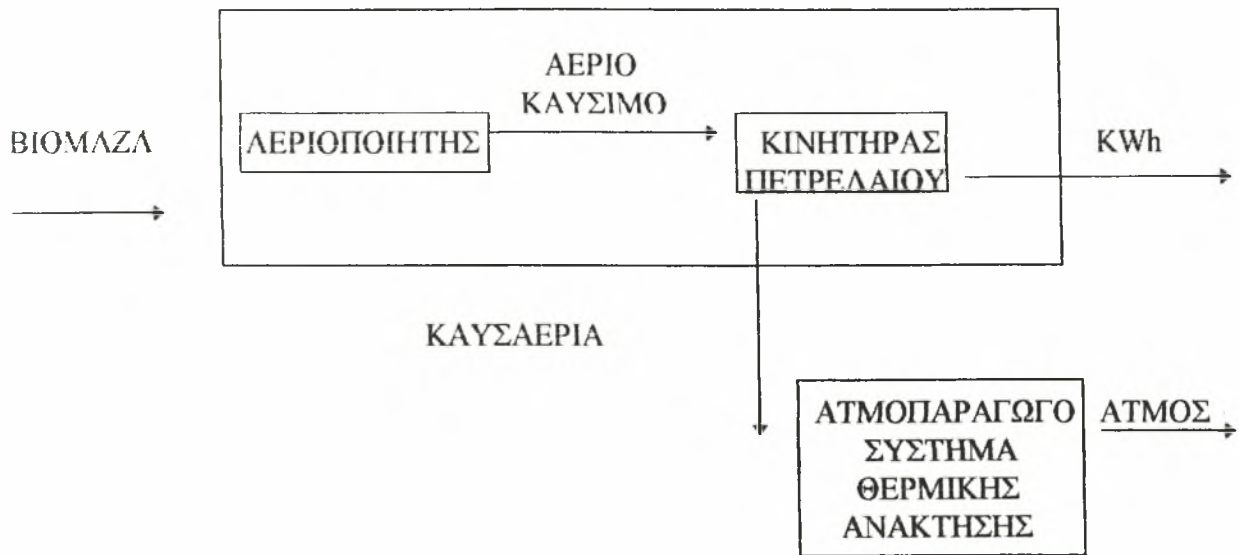 ΑΕΡΙΟ
ΚΑΥΣΙΜΟ
ΒΙΟΜΑΖΑ
ΑΕΡΙΟΠΟΙΗΤΗΣ
ΚΙΝΗΤΗΡΑΣ
ΠΕΤΡΕΛΑΙΟΥ
KWh
ΚΑΥΣΑΕΡΙΑ
ΑΤΜΟΠΑΡΑΓΩΓΟ
ΣΥΣΤΗΜΑ
ΘΕΡΜΙΚΗΣ
ΑΝΑΚΤΗΣΗΣ
ΑΤΜΟΣ